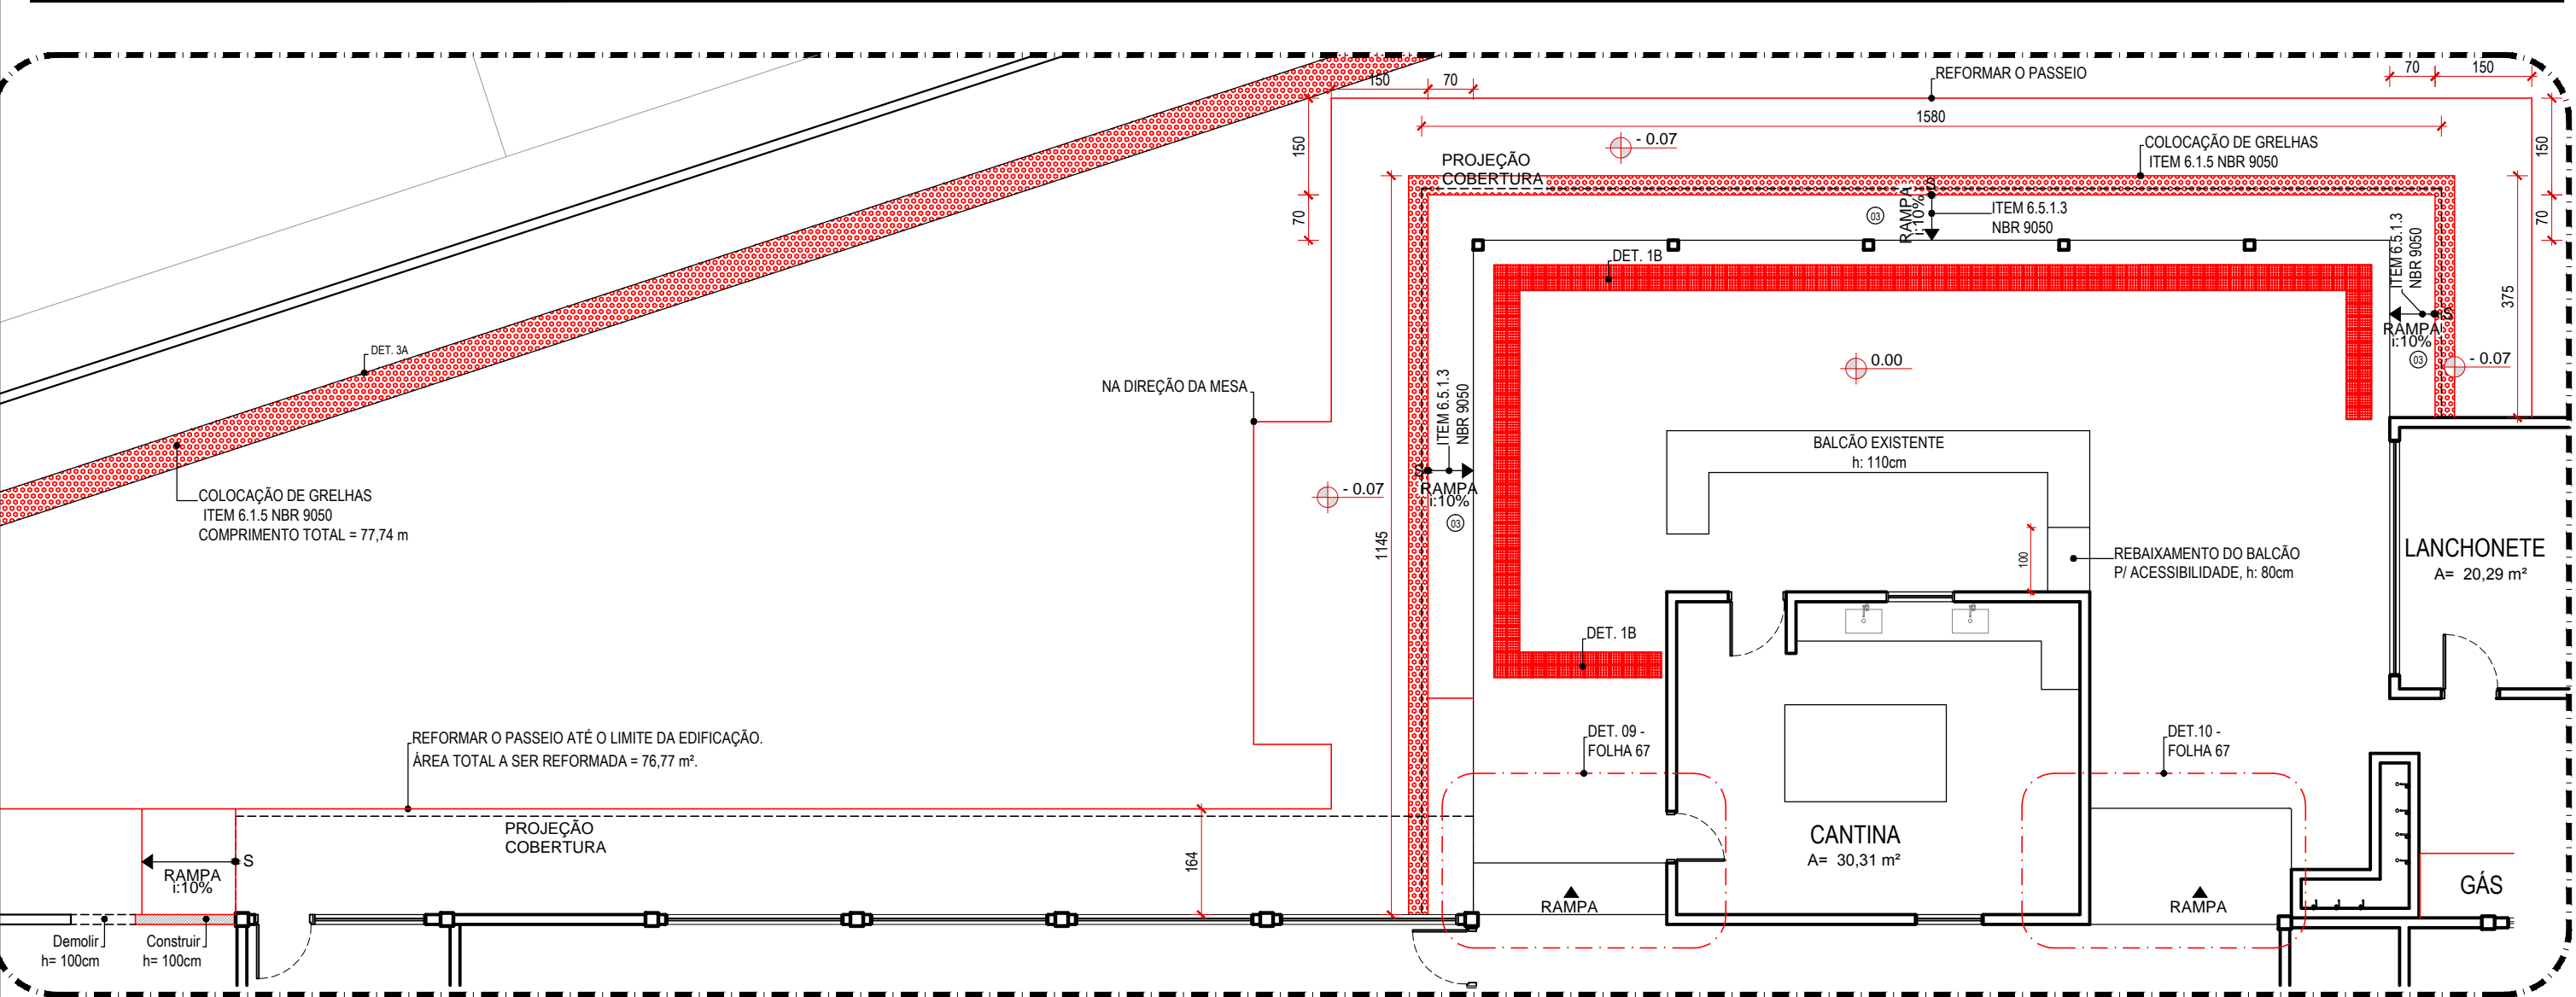 150
70
REFORMAR O PASSEIO
70
150
1580
150
- 0.07
COLOCAÇÃO DE GRELHAS
ITEM 6.1.5 NBR 9050
150
PROJEÇÃO
COBERTURA
S
RAMPA
i:10%
03
ITEM 6.5.1.3
NBR 9050
70
70
ITEM 6.5.1.3
NBR 9050
375
DET. 1B
S
RAMPA
i:10%
03
- 0.07
0.00
DET. 3A
NA DIREÇÃO DA MESA
ITEM 6.5.1.3
NBR 9050
BALCÃO EXISTENTE
h: 110cm
S
RAMPA
i:10%
03
- 0.07
COLOCAÇÃO DE GRELHAS
ITEM 6.1.5 NBR 9050
COMPRIMENTO TOTAL = 77,74 m
1145
100
REBAIXAMENTO DO BALCÃO
P/ ACESSIBILIDADE, h: 80cm
LANCHONETE
A= 20,29 m²
DET. 1B
REFORMAR O PASSEIO ATÉ O LIMITE DA EDIFICAÇÃO.
ÁREA TOTAL A SER REFORMADA = 76,77 m².
DET. 09 -
FOLHA 67
DET.10 -
FOLHA 67
PROJEÇÃO
COBERTURA
164
CANTINA
A= 30,31 m²
S
RAMPA
i:10%
RAMPA
RAMPA
GÁS
Demolir
h= 100cm
Construir
h= 100cm